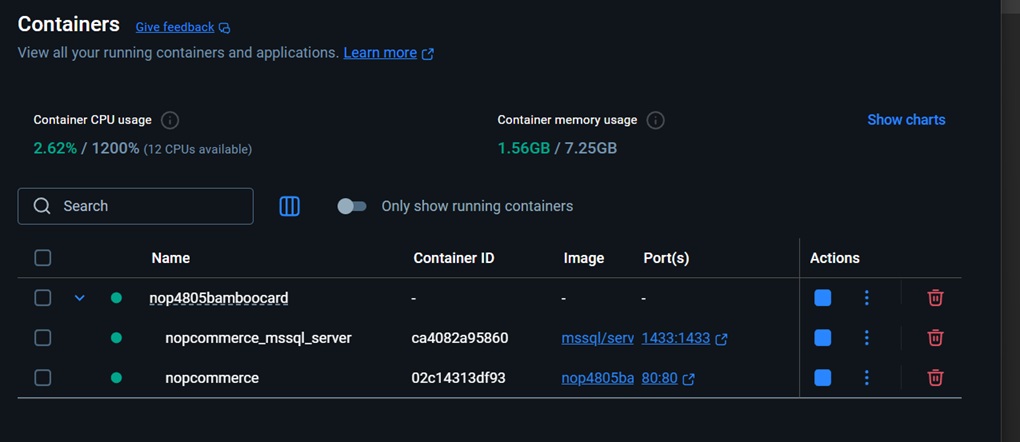 Containers Give feedback
View all your running containers and applications. Learn more
Container CPU usage Container memory usage Show charts
2.62% / 1200% (12 CPUs available) 1.56GB / 7.25GB
Search Only show running containers
Name Container ID Image Port(s) Actions
nop4805bamboocard - - -
nopcommerce_mssql_server ca4082a95860 mssql/serv 1433:1433
nopcommerce 02c14313df93 nop4805ba 80:80